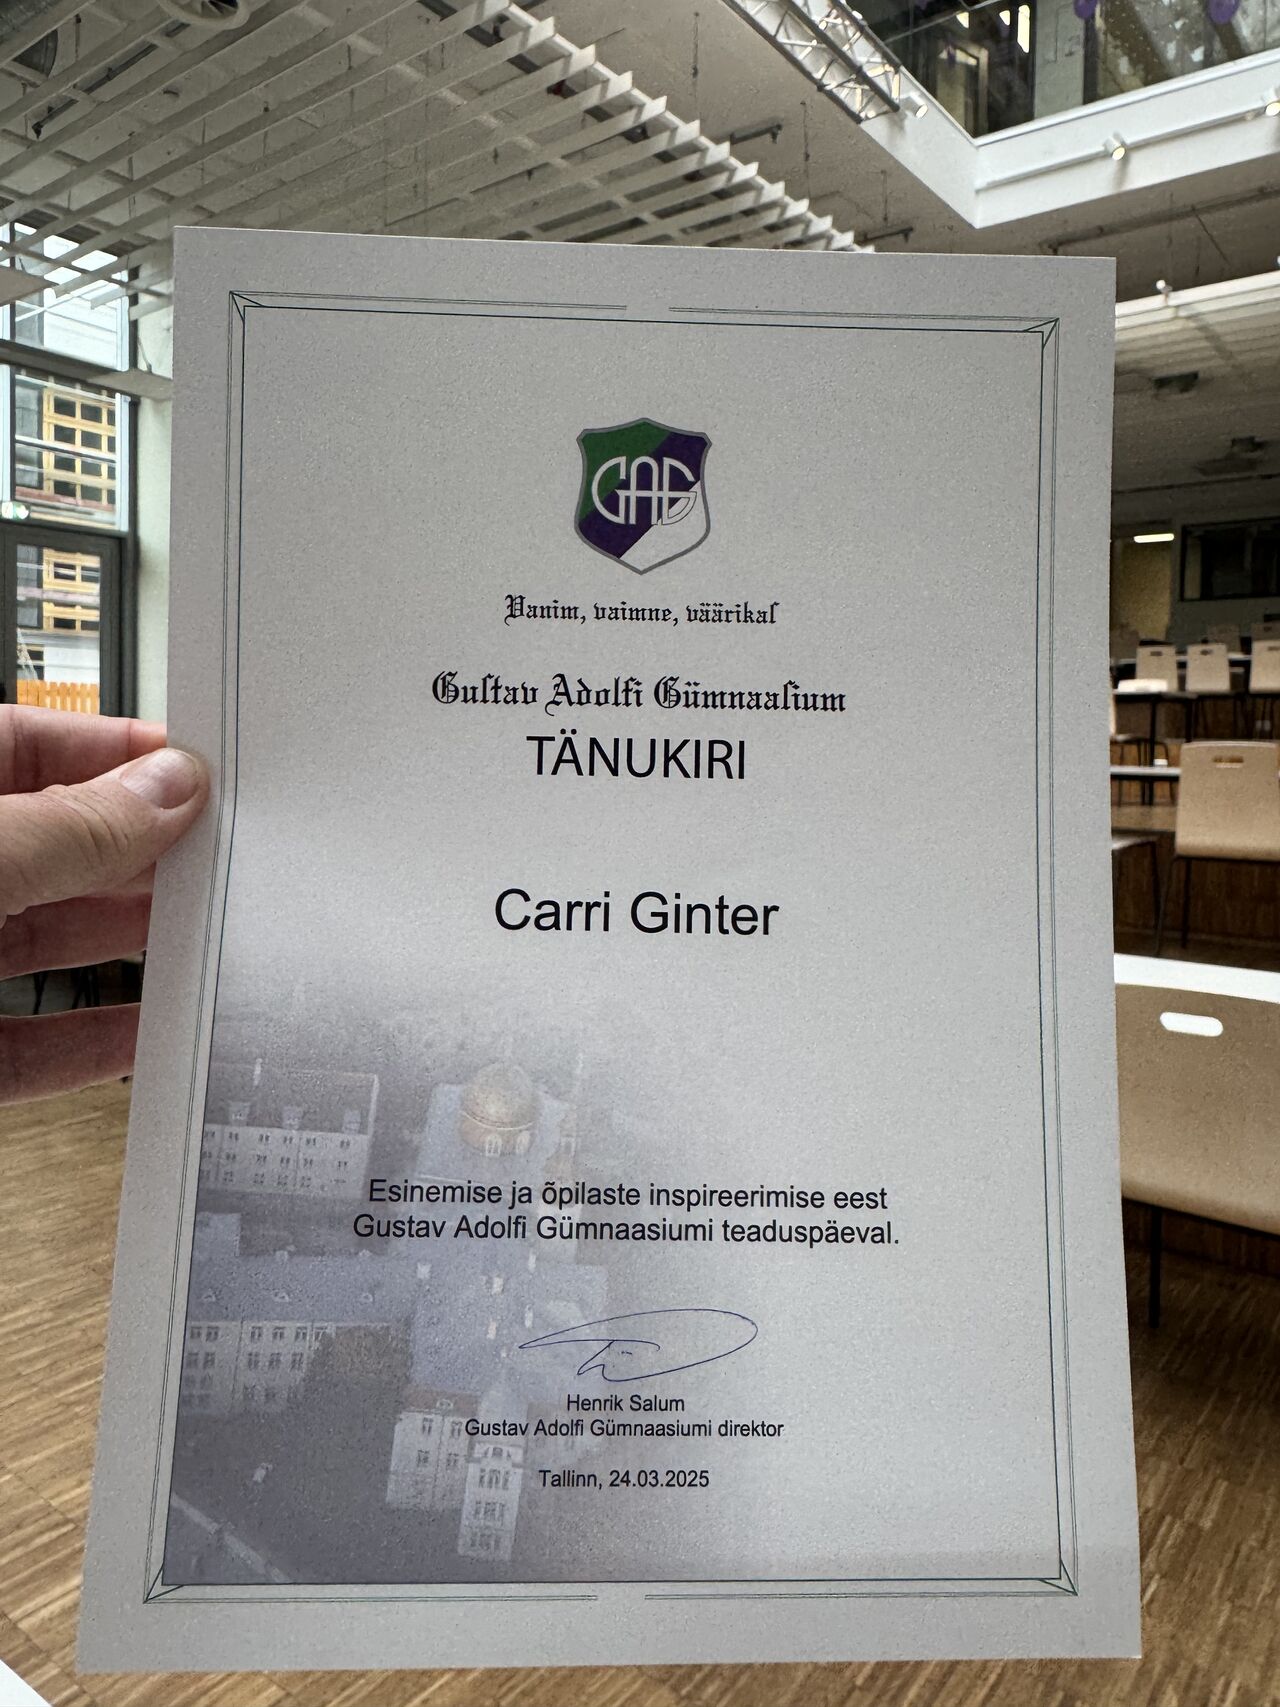 GAG
Vanim, vaimne, väärikaſ
Guſtav Adolfi Gümnaaſium
TÄNUKIRI
Carri Ginter
Esinemise ja õpilaste inspireerimise eest
Gustav Adolfi Gümnaasiumi teaduspäeval.
Henrik Salum
Gustav Adolfi Gümnaasiumi direktor
Tallinn, 24.03.2025